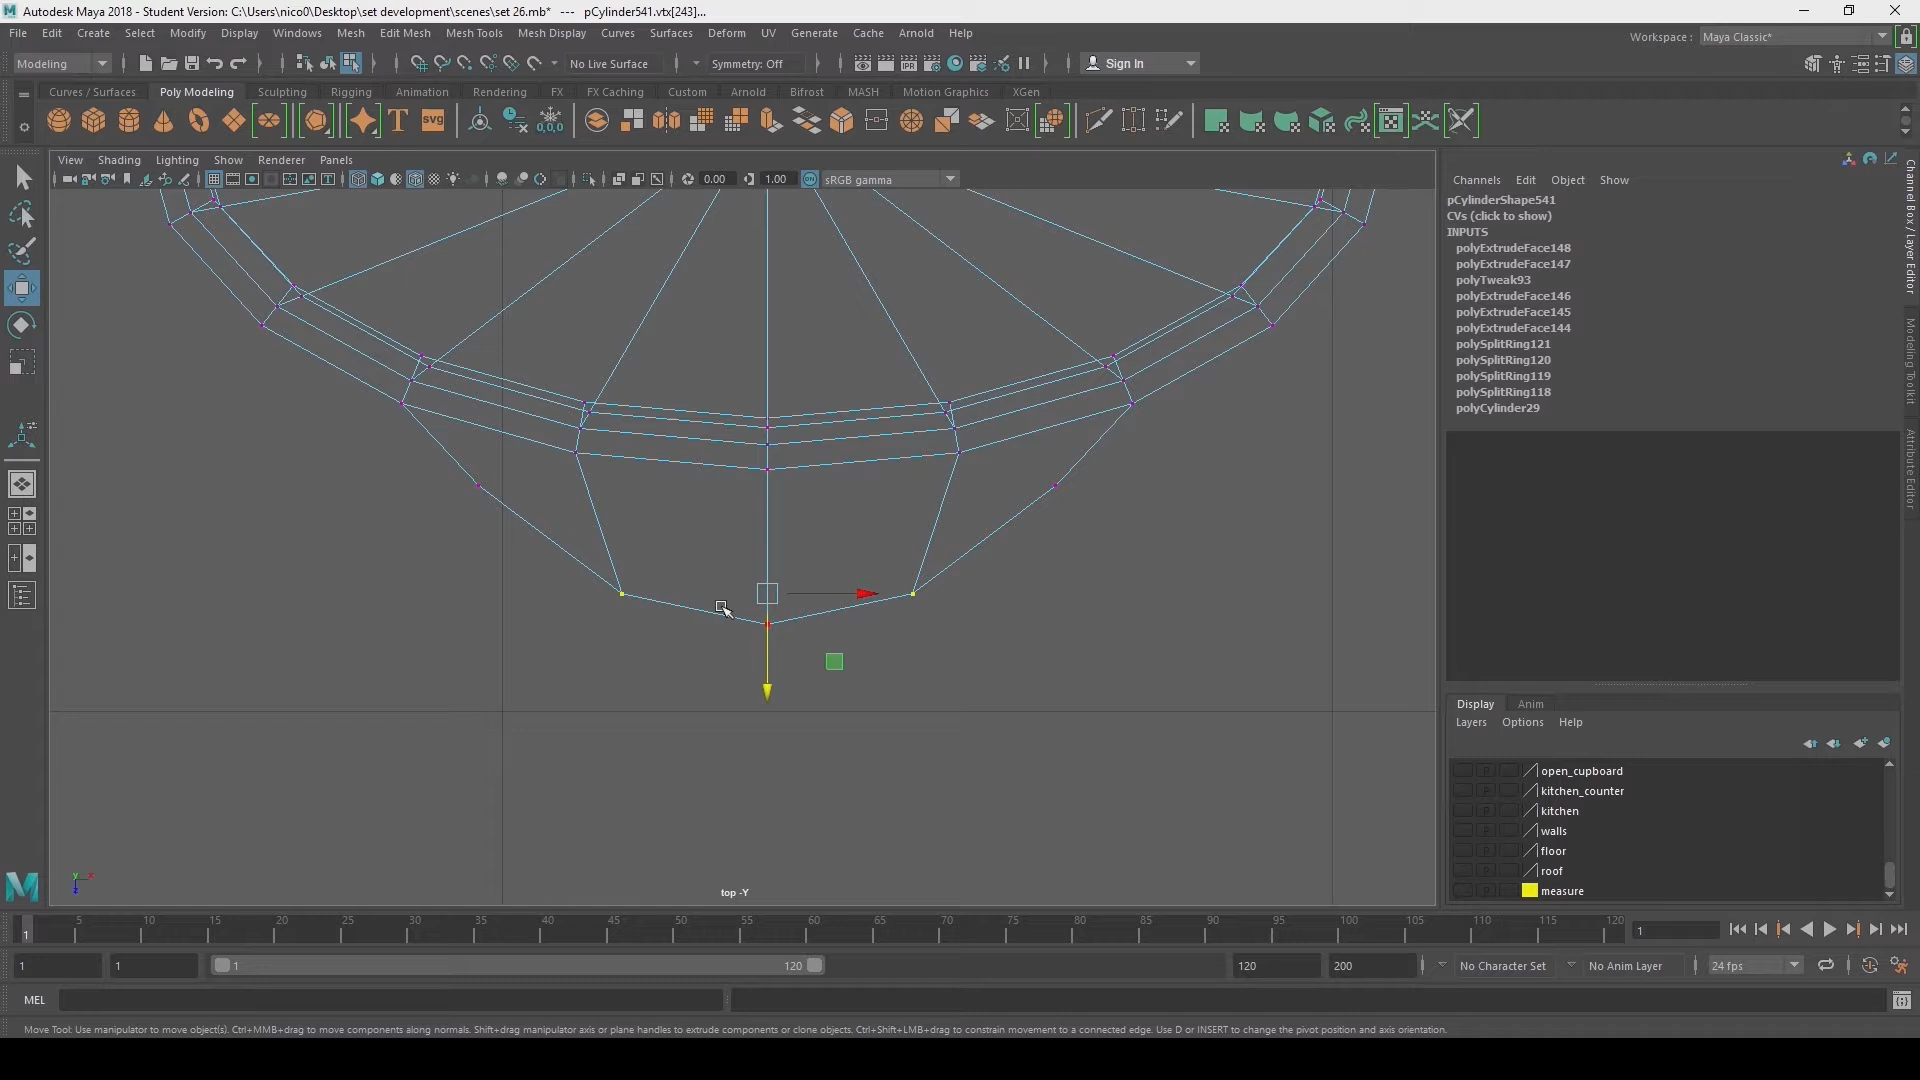 Autodesk Maya 2018 - Student Version: C:\Users\nico0\Desktop\set development\scenes\set 26.mb* --- pCylinder541.vtx[243]...
File Edit Create Select Modify Display Windows Mesh Edit Mesh Mesh Tools Mesh Display Curves Surfaces Deform UV Generate Cache Arnold Help
Workspace : Maya Classic*
Modeling No Live Surface Symmetry: Off Sign In
Curves / Surfaces Poly Modeling Sculpting Rigging Animation Rendering FX FX Caching Custom Arnold Bifrost MASH Motion Graphics XGen
View Shading Lighting Show Renderer Panels
0.00 1.00 sRGB gamma
Channels Edit Object Show
pCylinderShape541
CVs (click to show)
INPUTS
polyExtrudeFace148
polyExtrudeFace147
polyTweak93
polyExtrudeFace146
polyExtrudeFace145
polyExtrudeFace144
polySplitRing121
polySplitRing120
polySplitRing119
polySplitRing118
polyCylinder29
Channel Box / Layer Editor
Modeling Toolkit
Attribute Editor
Display Anim
Layers Options Help
open_cupboard
kitchen_counter
kitchen
walls
floor
roof
measure
top -Y
5 10 15 20 25 30 35 40 45 50 55 60 65 70 75 80 85 90 95 100 105 110 115 120
1 1
1 1 1 120 120 200 No Character Set No Anim Layer 24 fps
MEL
Move Tool: Use manipulator to move object(s). Ctrl+MMB+drag to move components along normals. Shift+drag manipulator axis or plane handles to extrude components or clone objects. Ctrl+Shift+LMB+drag to constrain movement to a connected edge. Use D or INSERT to change the pivot position and axis orientation.